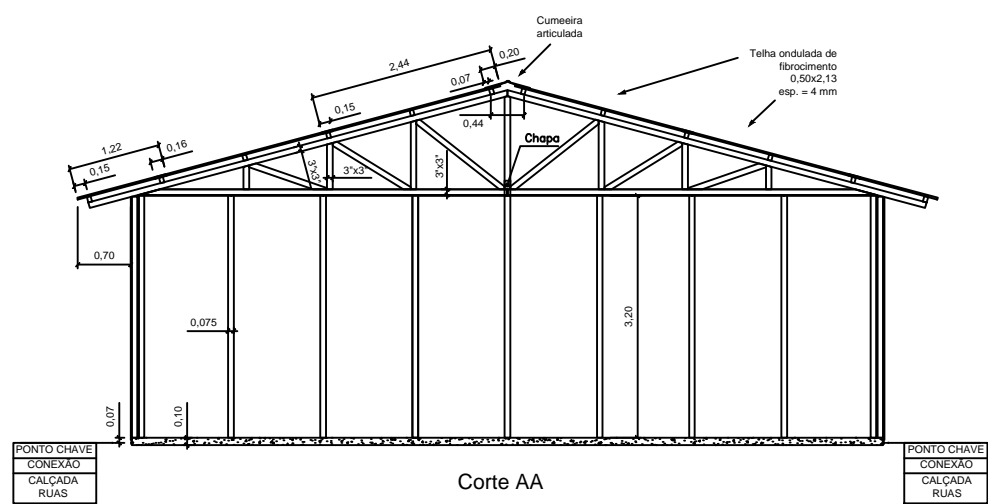 Cumeeira
articulada
Telha ondulada de
fibrocimento
0,50x2,13
esp. = 4 mm
2,44
0,20
0,07
0,15
0,44
Chapa
1,22
0,16
0,15
3"x3"
3"x3"
3"x3"
0,70
0,075
3,20
0,07
0,10
PONTO CHAVE
CONEXÃO
CALÇADA
RUAS
Corte AA
PONTO CHAVE
CONEXÃO
CALÇADA
RUAS